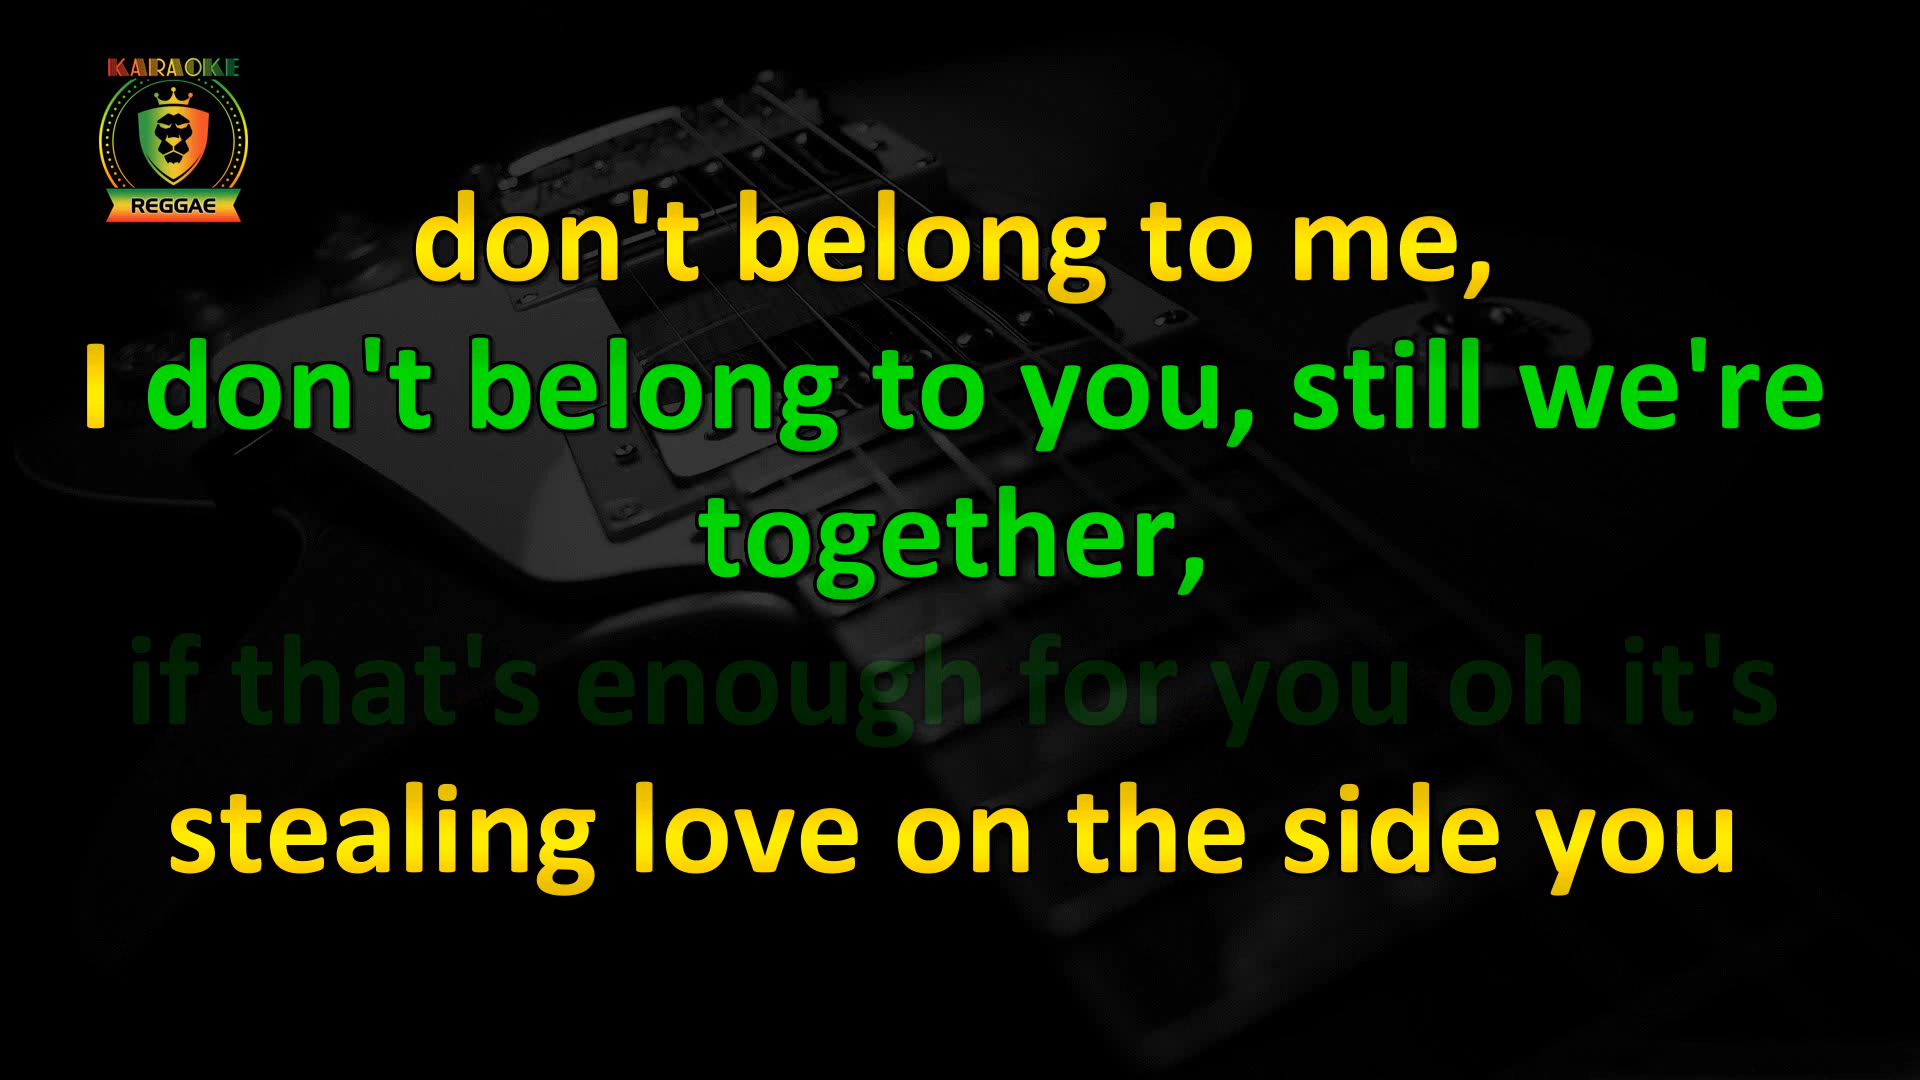 KARAOKE
REGGAE
don't belong to me,
I don't belong to you, still we're
together,
if that's enough for you oh it's
stealing love on the side you